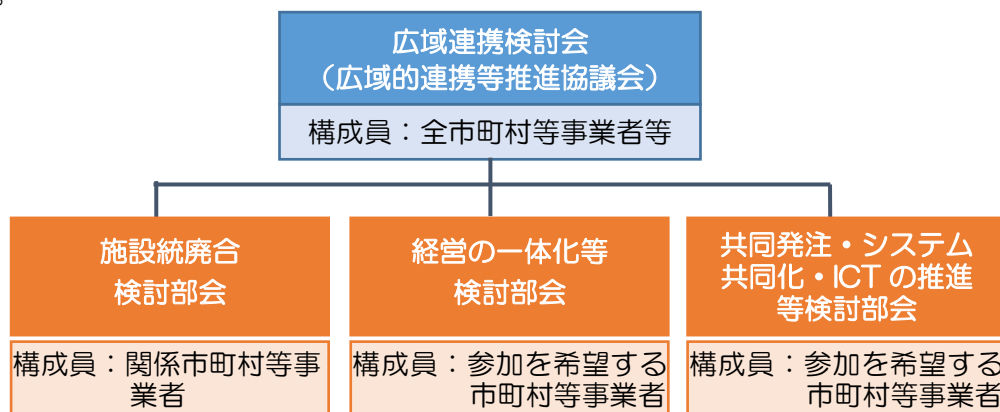 広域連携検討会
（広域的連携等推進協議会）
構成員：全市町村等事業者等
施設統廃合
検討部会
構成員：関係市町村等事
業者
経営の一体化等
検討部会
構成員：参加を希望する
市町村等事業者
共同発注・システム
共同化・ICT の推進
等検討部会
構成員：参加を希望する
市町村等事業者